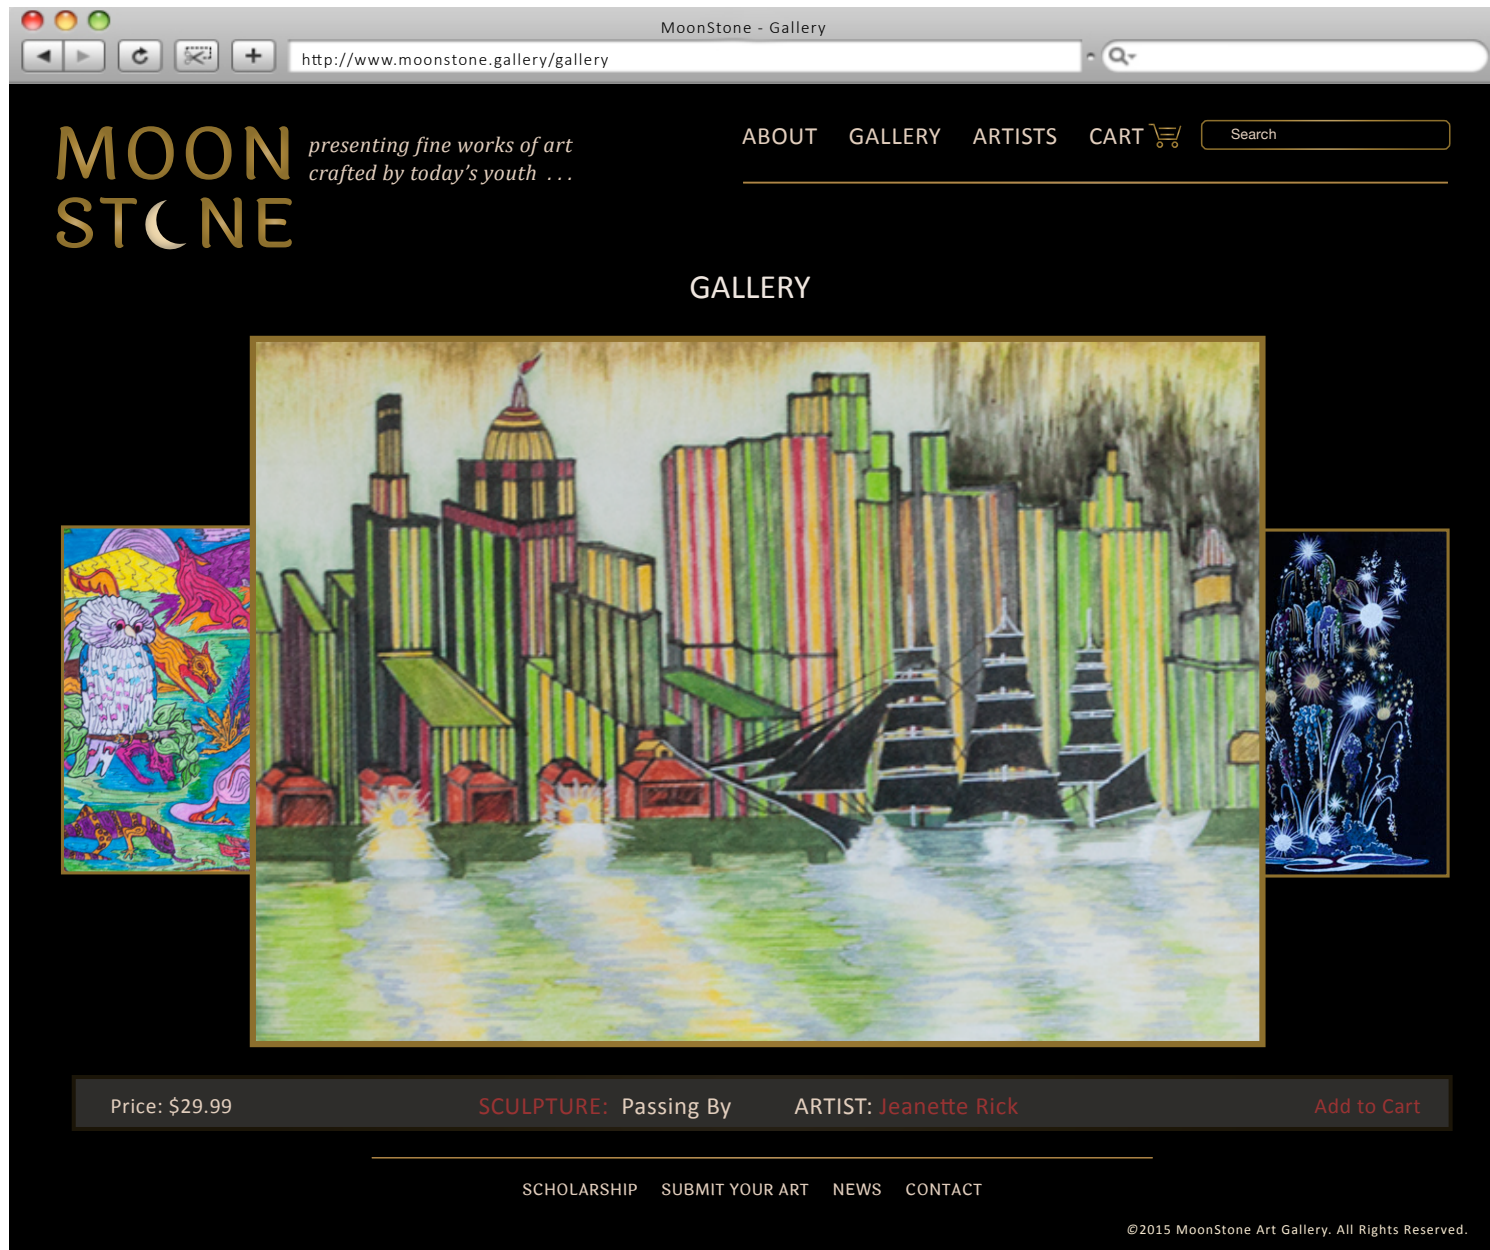 MoonStone - Gallery
http://www.moonstone.gallery/gallery
MOON
STONE
presenting fine works of art
crafted by today's youth . . .
ABOUT GALLERY ARTISTS CART Search
GALLERY
Price: $29.99 SCULPTURE: Passing By ARTIST: Jeanette Rick Add to Cart
SCHOLARSHIP SUBMIT YOUR ART NEWS CONTACT
©2015 MoonStone Art Gallery. All Rights Reserved.